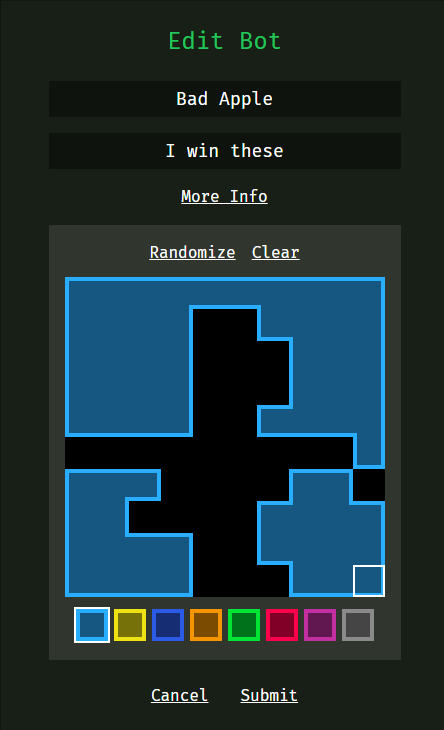 Edit Bot
Bad Apple
I win these
More Info
Randomize Clear
Cancel Submit